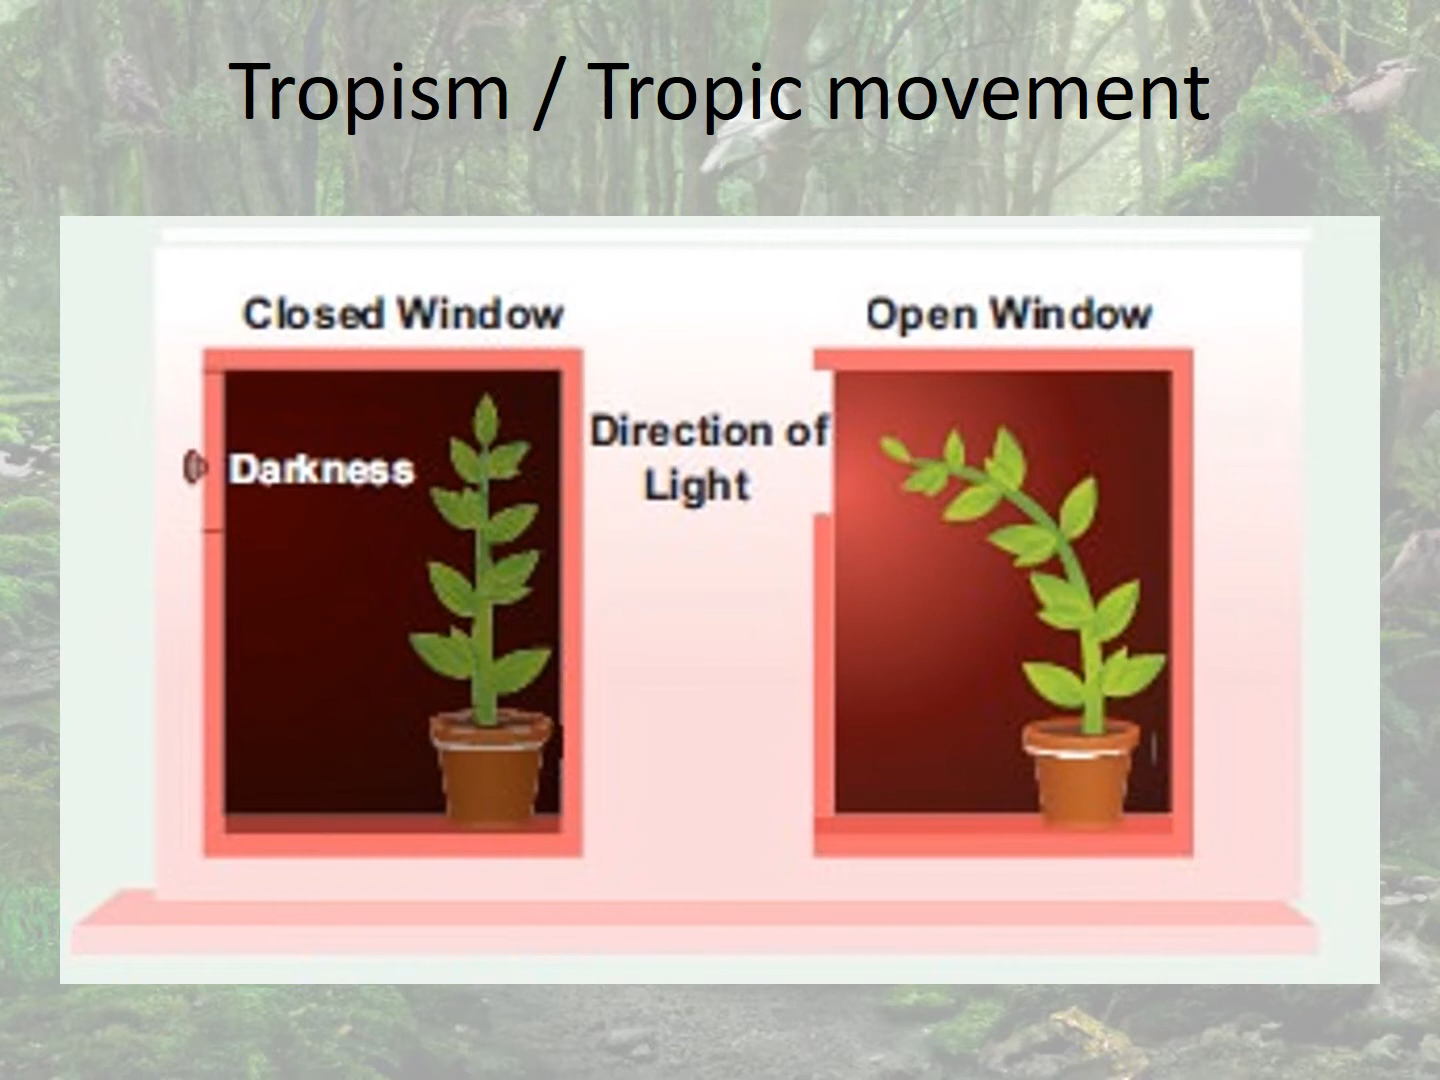 Tropism / Tropic movement
Closed Window
Open Window
Direction of
Light
Darkness